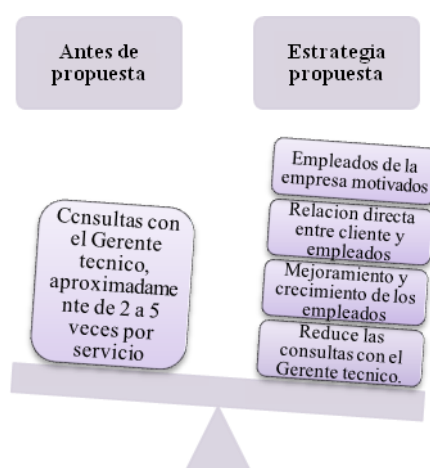 Antes de
propuesta
Estrategia
propuesta
Empleados de la
empresa motivados
Relacion directa
entre cliente y
empleados
Mejoramiento y
crecimiento de los
empleados
Reduce las
consultas con el
Gerente tecnico.
Ccnsultas con
el Gerente
tecnico,
aproximadame
nte de 2 a 5
veces por
servicio